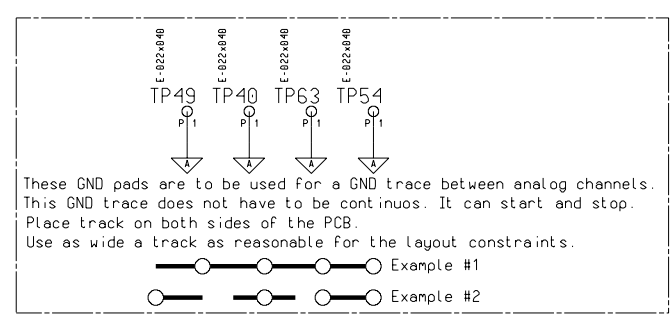 E-022x040 E-022x040 E-022x040 E-022x040
TP49 TP40 TP63 TP54
P 1 P 1 P 1 P 1
A A A A
These GND pads are to be used for a GND trace between analog channels.
This GND trace does not have to be continuos. It can start and stop.
Place track on both sides of the PCB.
Use as wide a track as reasonable for the layout constraints.
Example #1
Example #2